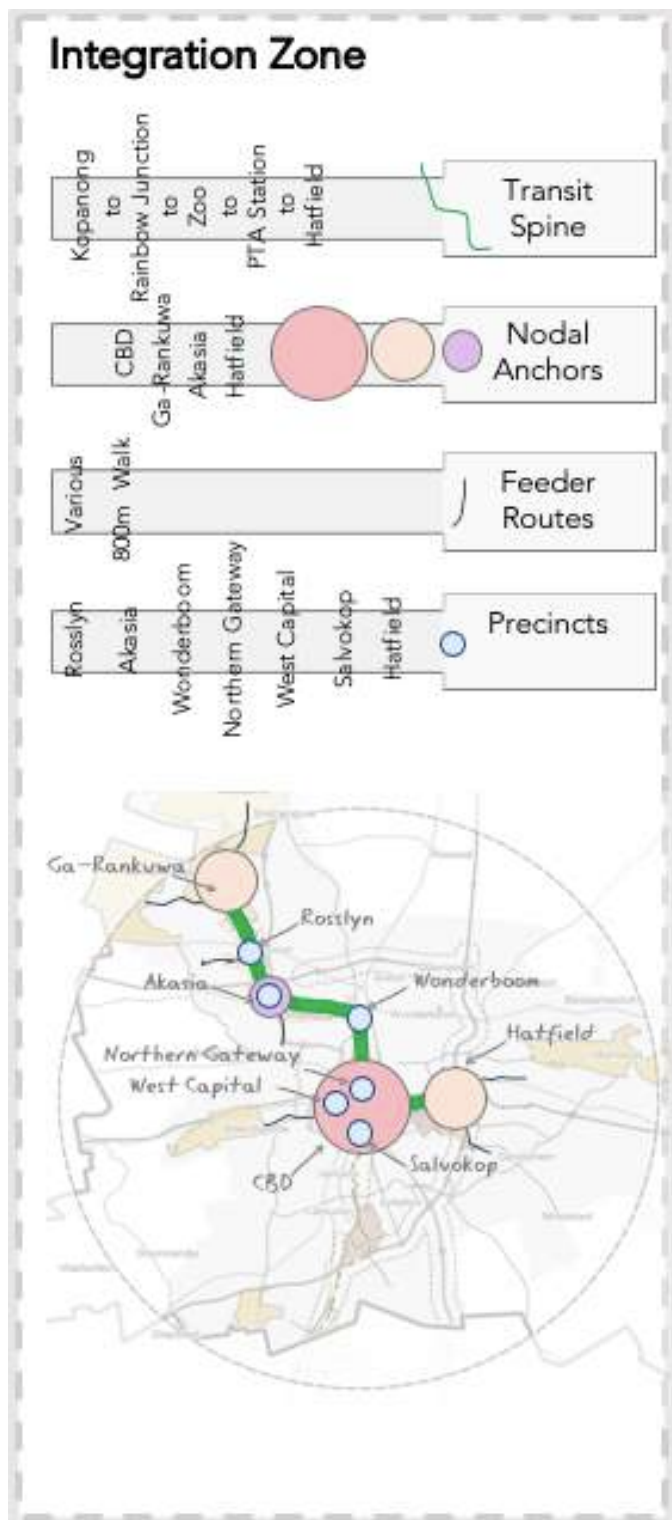 Integration Zone
Kopanong
to
Rainbow Junction
to
Zoo
to
PTA Station
to
Hatfield
Transit
Spine
CBD
Ga-Rankuwa
Akasia
Hatfield
Nodal
Anchors
Various
800m Walk
Feeder
Routes
Rosslyn
Akasia
Wonderboom
Northern Gateway
West Capital
Salvokop
Hatfield
Precincts
Ga-Rankuwa
Rosslyn
Akasia
Wonderboom
Hatfield
Northern Gateway
West Capital
Salvokop
CBD